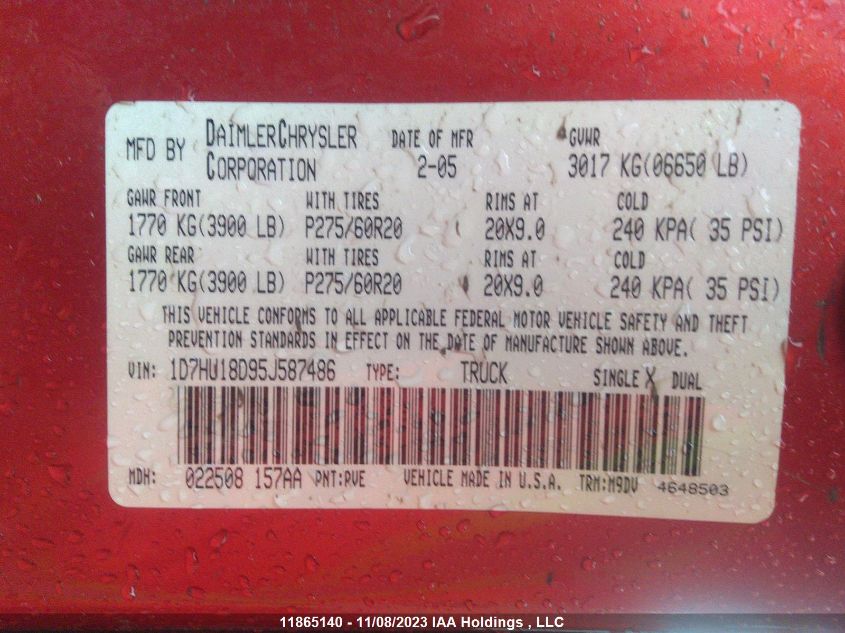 MFD BY DAIMLERCHRYSLER CORPORATION DATE OF MFR 2-05 GVWR 3017 KG(06650 LB)
GAWR FRONT WITH TIRES RIMS AT COLD
1770 KG(3900 LB) P275/60R20 20X9.0 240 KPA( 35 PSI)
GAWR REAR WITH TIRES RIMS AT COLD
1770 KG(3900 LB) P275/60R20 20X9.0 240 KPA( 35 PSI)
THIS VEHICLE CONFORMS TO ALL APPLICABLE FEDERAL MOTOR VEHICLE SAFETY AND THEFT
PREVENTION STANDARDS IN EFFECT ON THE DATE OF MANUFACTURE SHOWN ABOVE.
VIN: 1D7HU18D95J587486 TYPE: TRUCK SINGLE X DUAL
MDH: 022508 157AA PNT:PVE VEHICLE MADE IN U.S.A. TRM:M9DV 4648503
11865140 - 11/08/2023 IAA Holdings , LLC